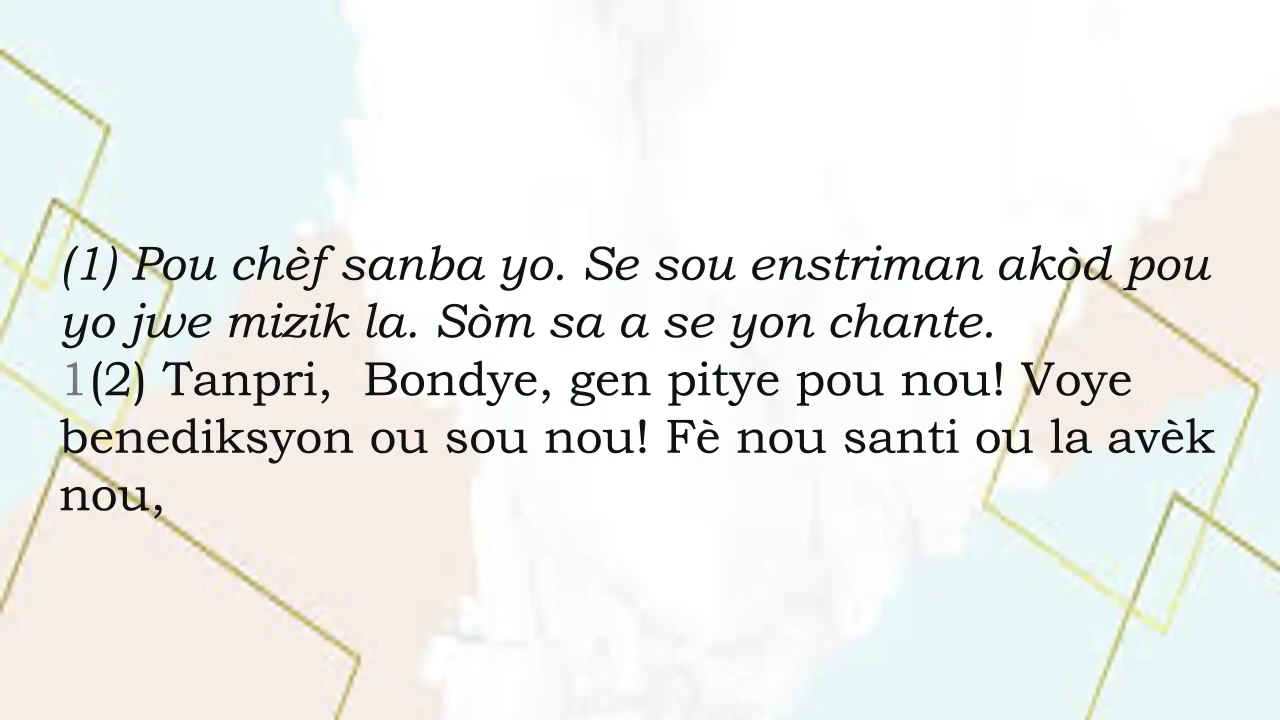 (1) Pou chèf sanba yo. Se sou enstriman akòd pou
yo jwe mizik la. Sòm sa a se yon chante.
1(2) Tanpri,  Bondye, gen pitye pou nou! Voye
benediksyon ou sou nou! Fè nou santi ou la avèk
nou,